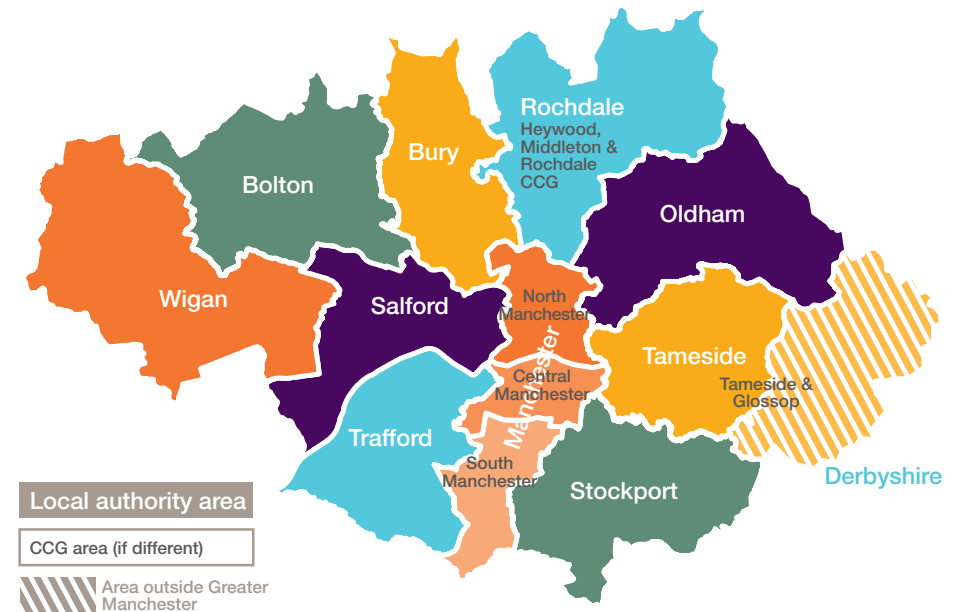 Rochdale
Heywood,
Middleton &
Rochdale
CCG
Bury
Bolton
Oldham
Wigan
Salford
North
Manchester
Manchester
Tameside
Tameside &
Glossop
Central
Manchester
Trafford
South
Manchester
Stockport
Derbyshire
Local authority area
CCG area (if different)
Area outside Greater
Manchester